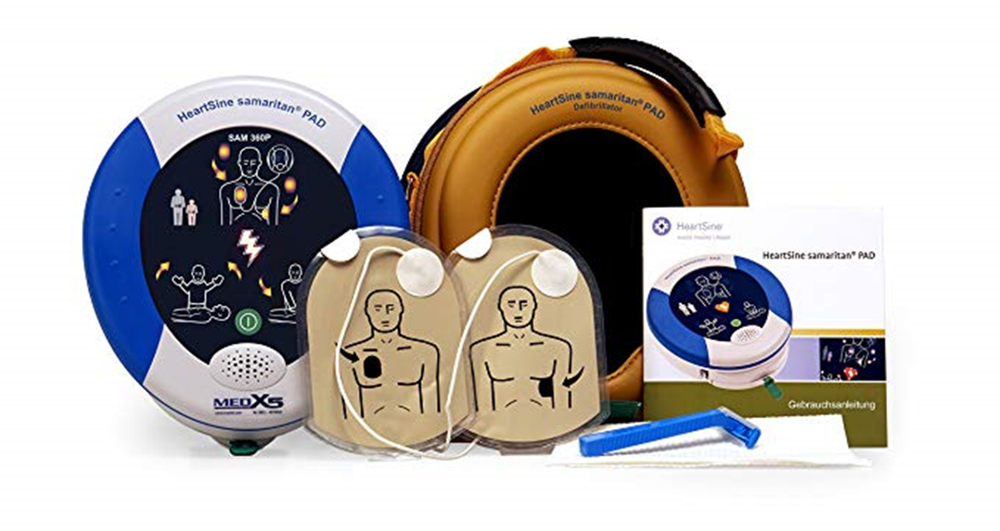 HeartSine samaritan® PAD
SAM 360P
MEDXS
HeartSine samaritan® PAD
Defibrillator
HeartSine
HeartSine samaritan® PAD
Gebrauchsanleitung